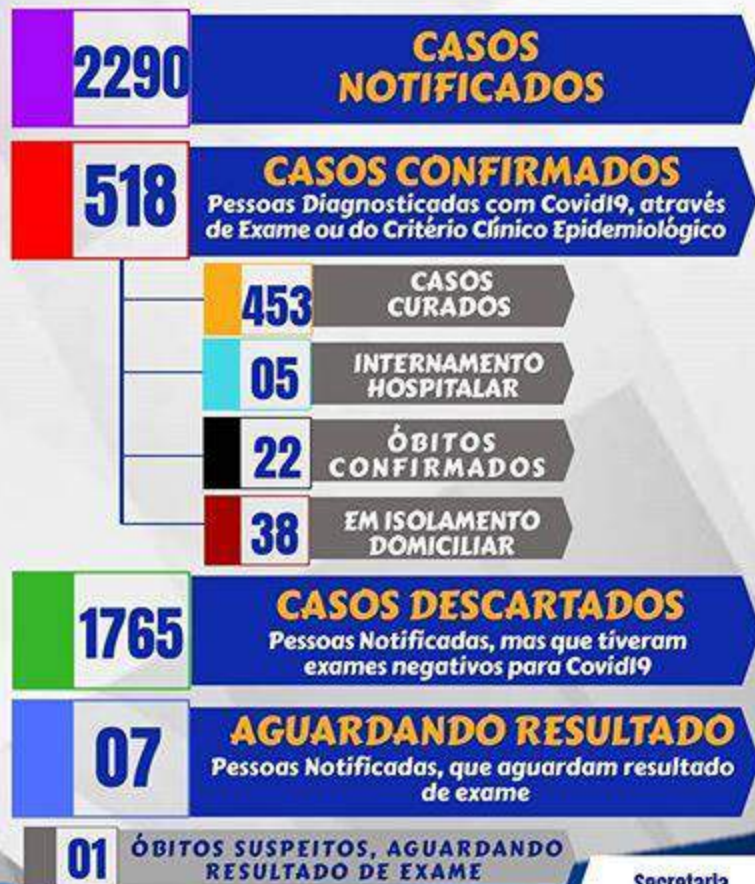 2290
CASOS
NOTIFICADOS
518
CASOS CONFIRMADOS
Pessoas Diagnosticadas com Covid19, através
de Exame ou do Critério Clínico Epidemiológico
453
CASOS
CURADOS
05
INTERNAMENTO
HOSPITALAR
22
ÓBITOS
CONFIRMADOS
38
EM ISOLAMENTO
DOMICILIAR
1765
CASOS DESCARTADOS
Pessoas Notificadas, mas que tiveram
exames negativos para Covid19
07
AGUARDANDO RESULTADO
Pessoas Notificadas, que aguardam resultado
de exame
01
ÓBITOS SUSPEITOS, AGUARDANDO
RESULTADO DE EXAME
Secretaria